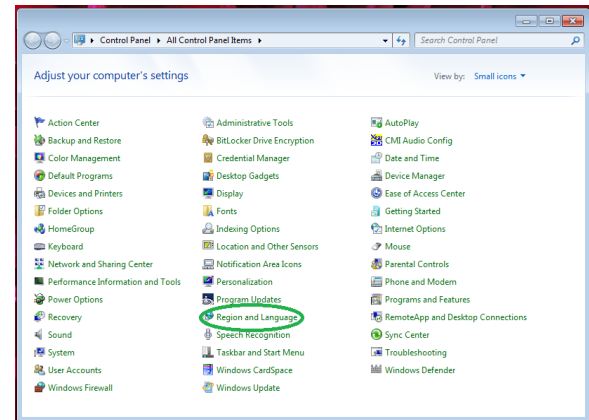 Control Panel ▸ All Control Panel Items ▸
Search Control Panel
Adjust your computer's settings
View by: Small icons
Action Center
Administrative Tools
AutoPlay
Backup and Restore
BitLocker Drive Encryption
CMI Audio Config
Color Management
Credential Manager
Date and Time
Default Programs
Desktop Gadgets
Device Manager
Devices and Printers
Display
Ease of Access Center
Folder Options
Fonts
Getting Started
HomeGroup
Indexing Options
Internet Options
Keyboard
Location and Other Sensors
Mouse
Network and Sharing Center
Notification Area Icons
Parental Controls
Performance Information and Tools
Personalization
Phone and Modem
Power Options
Program Updates
Programs and Features
Recovery
Region and Language
RemoteApp and Desktop Connections
Sound
Speech Recognition
Sync Center
System
Taskbar and Start Menu
Troubleshooting
User Accounts
Windows CardSpace
Windows Defender
Windows Firewall
Windows Update